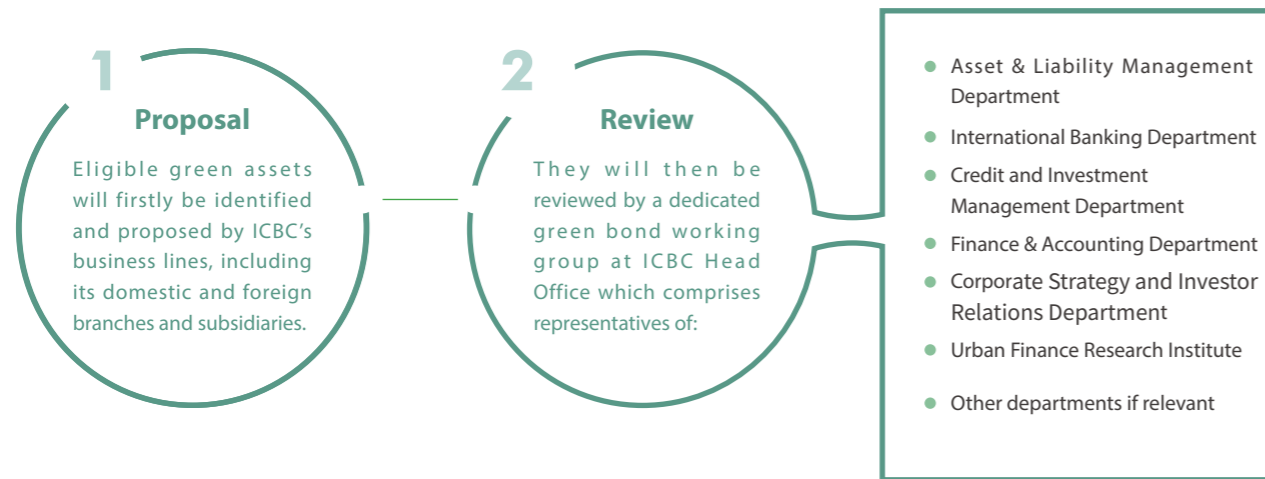 1
Proposal
Eligible green assets
will firstly be identified
and proposed by ICBC's
business lines, including
its domestic and foreign
branches and subsidiaries.
2
Review
They will then be
reviewed by a dedicated
green bond working
group at ICBC Head
Office which comprises
representatives of:
Asset & Liability Management
Department
International Banking Department
Credit and Investment
Management Department
Finance & Accounting Department
Corporate Strategy and Investor
Relations Department
Urban Finance Research Institute
Other departments if relevant